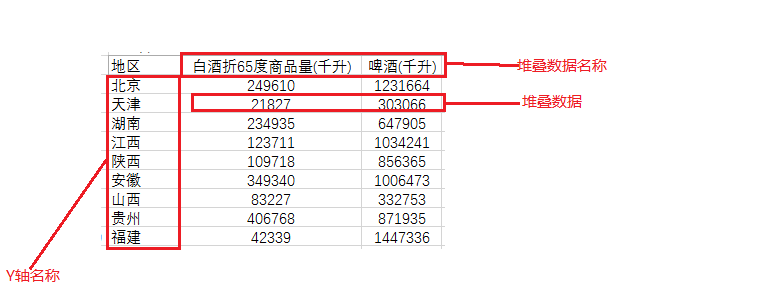 地区 白酒折65度商品量(千升) 啤酒(千升) 堆叠数据名称
北京 249610 1231664
天津 21827 303066 堆叠数据
湖南 234935 647905
江西 123711 1034241
陕西 109718 856365
安徽 349340 1006473
山西 83227 332753
贵州 406768 871935
福建 42339 1447336
Y轴名称